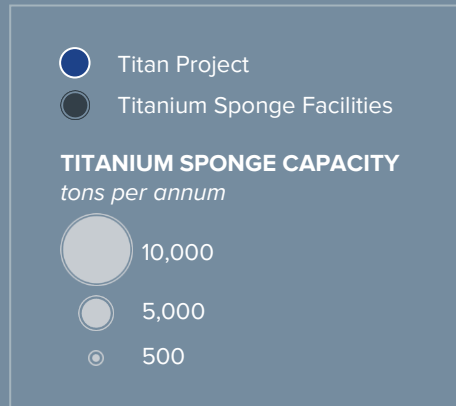 Titan Project
Titanium Sponge Facilities
TITANIUM SPONGE CAPACITY
tons per annum
10,000
5,000
500